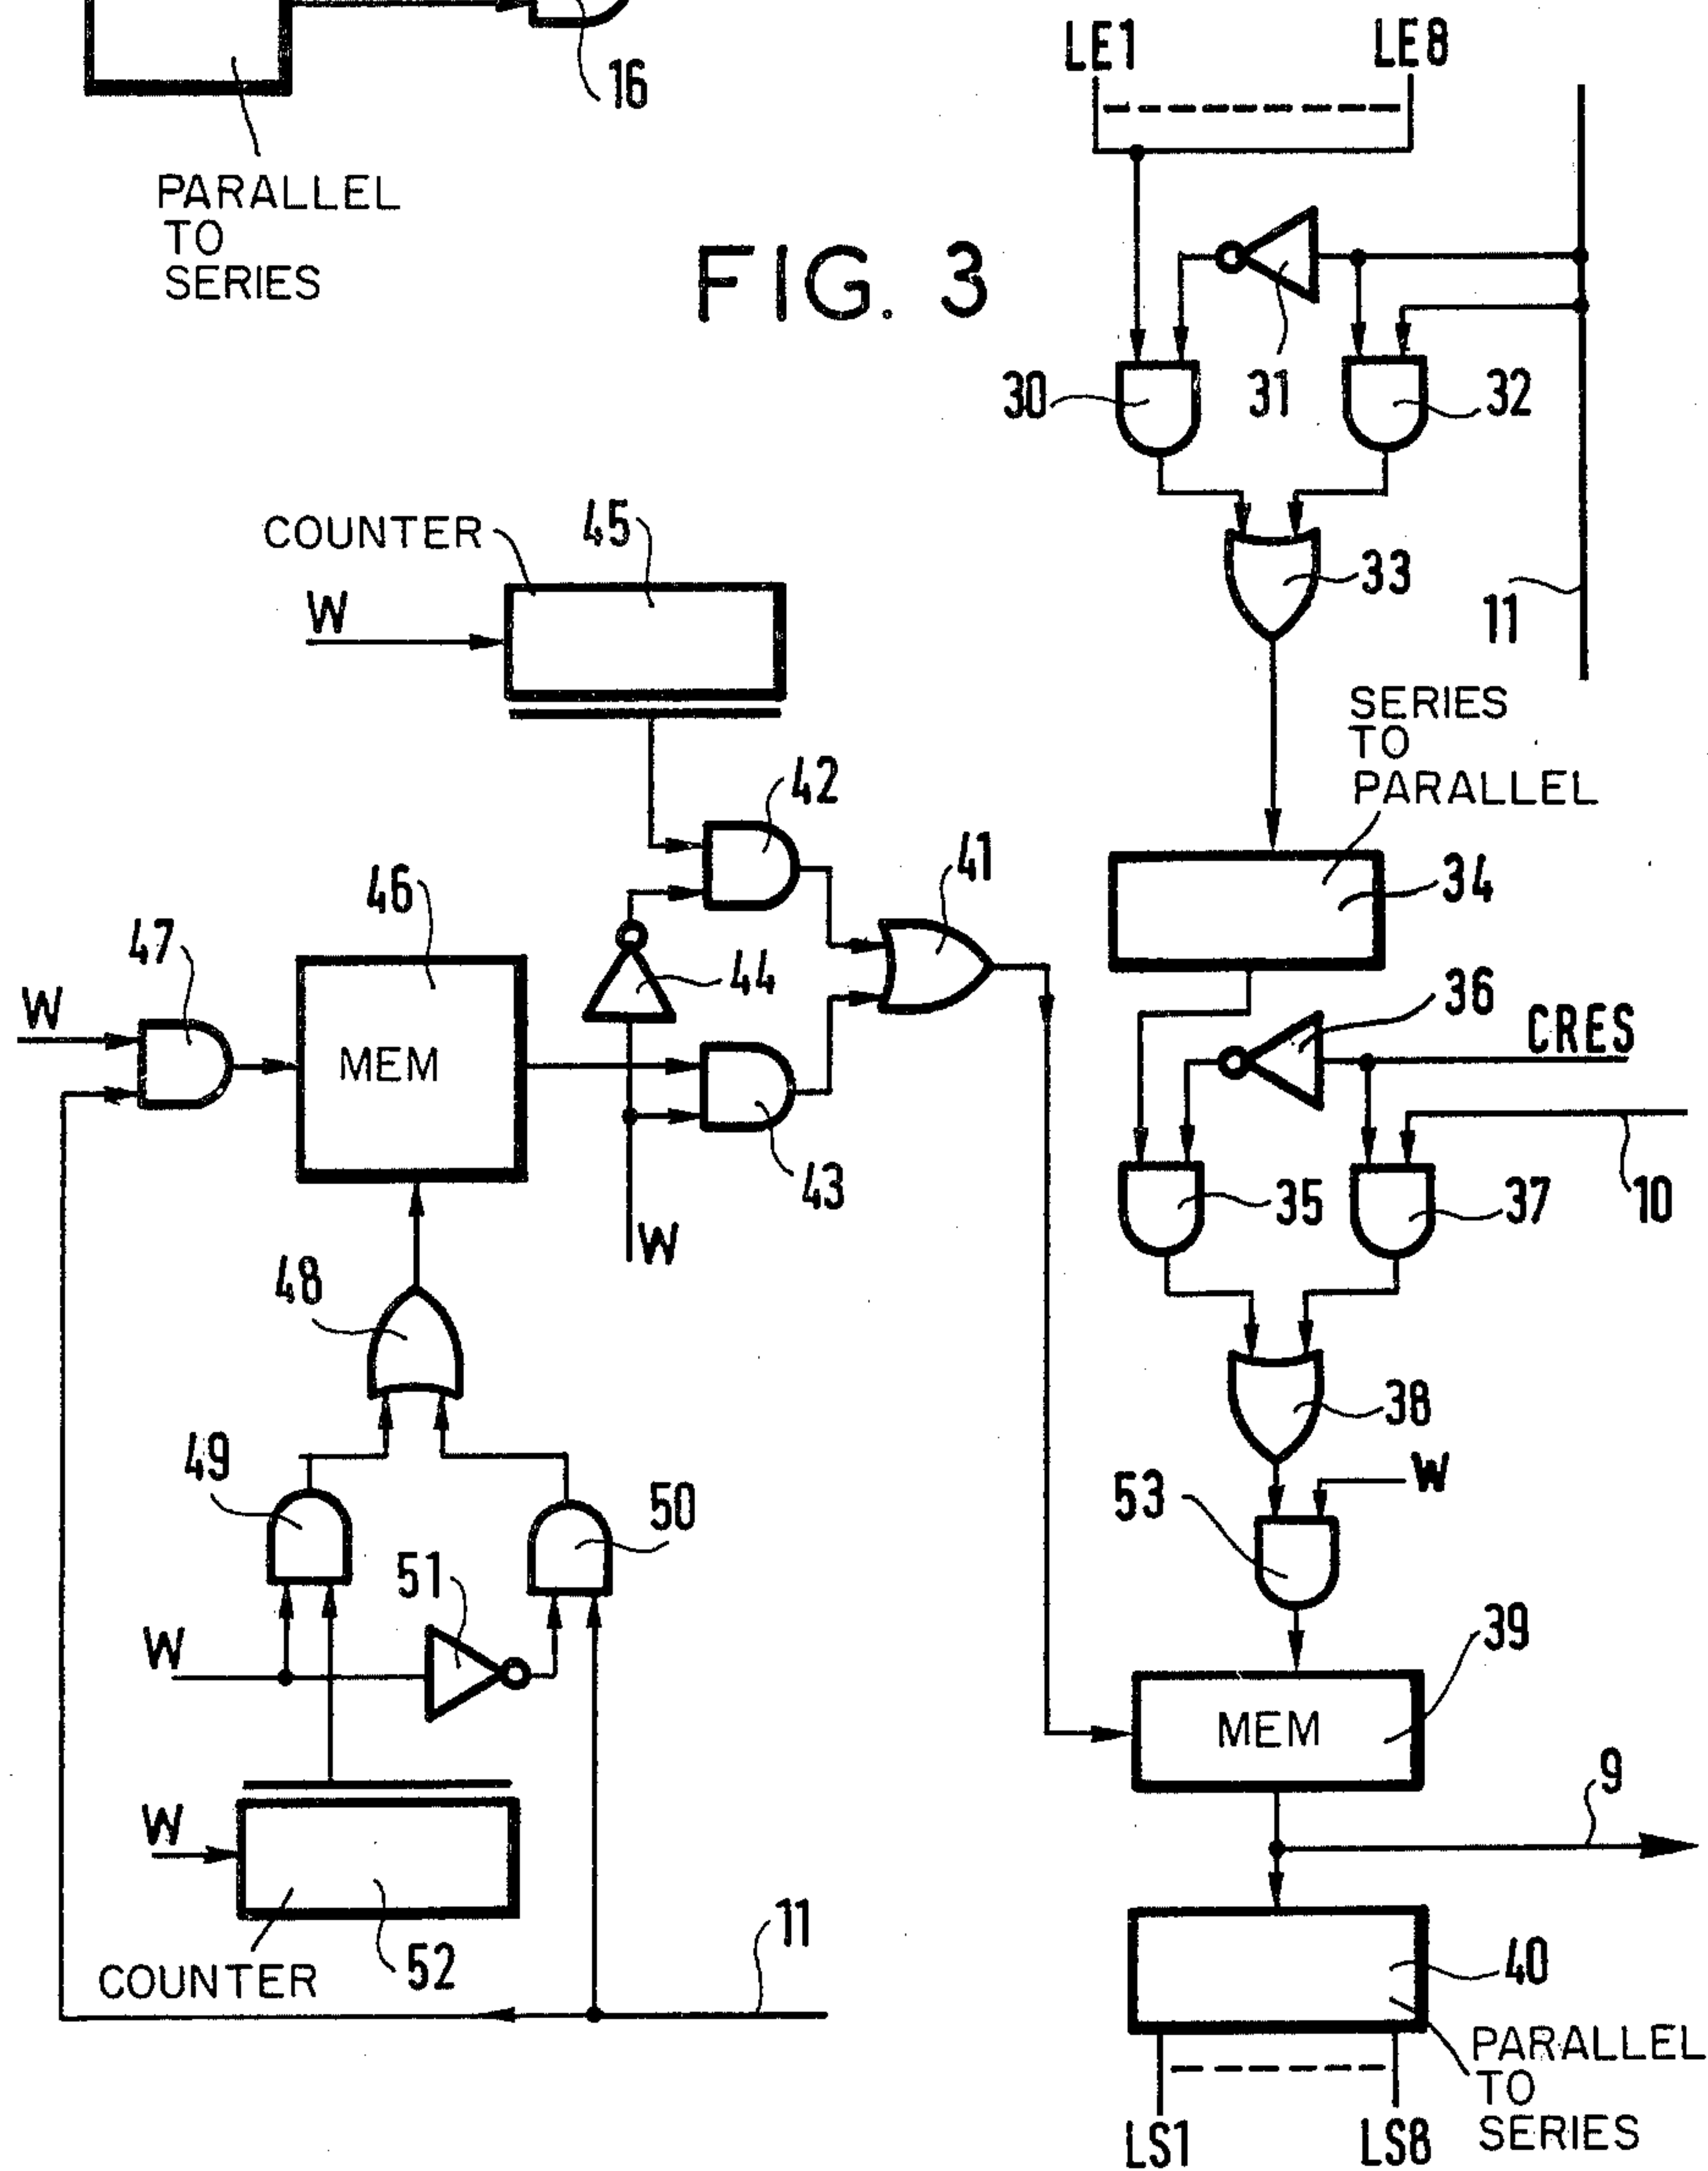 16
PARALLEL
TO
SERIES
FIG. 3
LE1
LE8
30
31
32
33
11
COUNTER
45
W
SERIES
TO
PARALLEL
42
41
34
46
47
44
36
W
MEM
CRES
43
35
37
10
W
48
38
49
W
53
50
51
39
W
MEM
9
W
11
52
COUNTER
40
PARALLEL
TO
SERIES
LS1
LS8